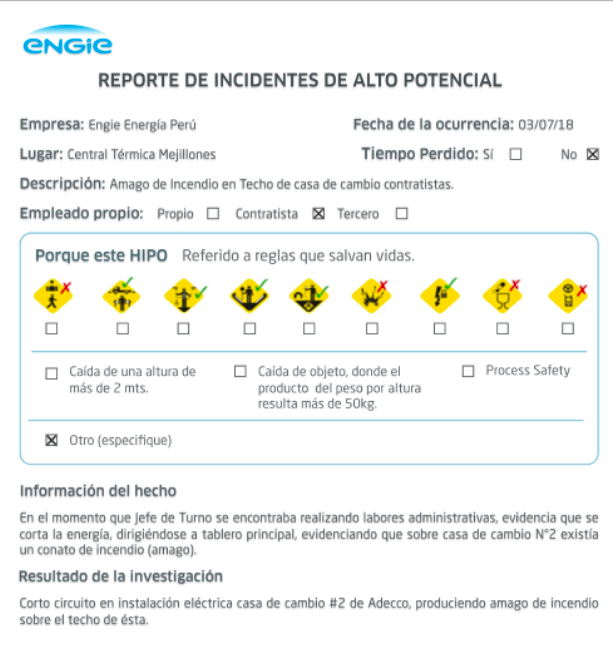 ENGIE
REPORTE DE INCIDENTES DE ALTO POTENCIAL
Empresa: Engie Energía Perú
Fecha de la ocurrencia: 03/07/18
Lugar: Central Térmica Mejillones
Tiempo Perdido: Sí ☐ No ☒
Descripción: Amago de Incendio en Techo de casa de cambio contratistas.
Empleado propio: Propio ☐ Contratista ☒ Tercero ☐
Porque este HIPO Referido a reglas que salvan vidas.
☐ ☐ ☐ ☐ ☐ ☐ ☐ ☐ ☐
☐ Caída de una altura de
más de 2 mts.
☐ Caída de objeto, donde el
producto del peso por altura
resulta más de 50kg.
☐ Process Safety
☒ Otro (especifique)
Información del hecho
En el momento que Jefe de Turno se encontraba realizando labores administrativas, evidencia que se
corta la energía, dirigiéndose a tablero principal, evidenciando que sobre casa de cambio N°2 existía
un conato de incendio (amago).
Resultado de la investigación
Corto circuito en instalación eléctrica casa de cambio #2 de Adecco, produciendo amago de incendio
sobre el techo de ésta.